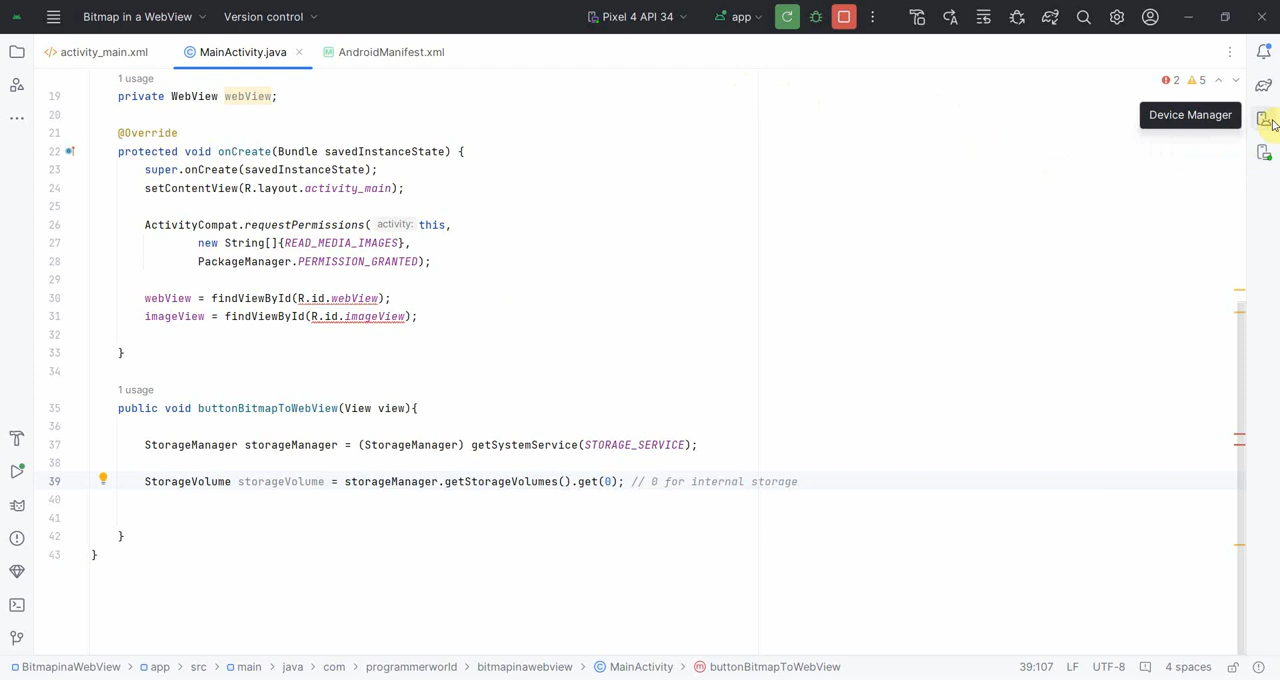 Bitmap in a WebView
Version control
Pixel 4 API 34
app
activity_main.xml
MainActivity.java
AndroidManifest.xml
2
5
Device Manager
1 usage
19 private WebView webView;
20
21 @Override
22 protected void onCreate(Bundle savedInstanceState) {
23 super.onCreate(savedInstanceState);
24 setContentView(R.layout.activity_main);
25
26 ActivityCompat.requestPermissions( activity: this,
27 new String[]{READ_MEDIA_IMAGES},
28 PackageManager.PERMISSION_GRANTED);
29
30 webView = findViewById(R.id.webView);
31 imageView = findViewById(R.id.imageView);
32
33 }
34
1 usage
35 public void buttonBitmapToWebView(View view){
36
37 StorageManager storageManager = (StorageManager) getSystemService(STORAGE_SERVICE);
38
39 StorageVolume storageVolume = storageManager.getStorageVolumes().get(0); // 0 for internal storage
40
41
42 }
43 }
BitmapinaWebView > app > src > main > java > com > programmerworld > bitmapinawebview > MainActivity > buttonBitmapToWebView
39:107 LF UTF-8 4 spaces